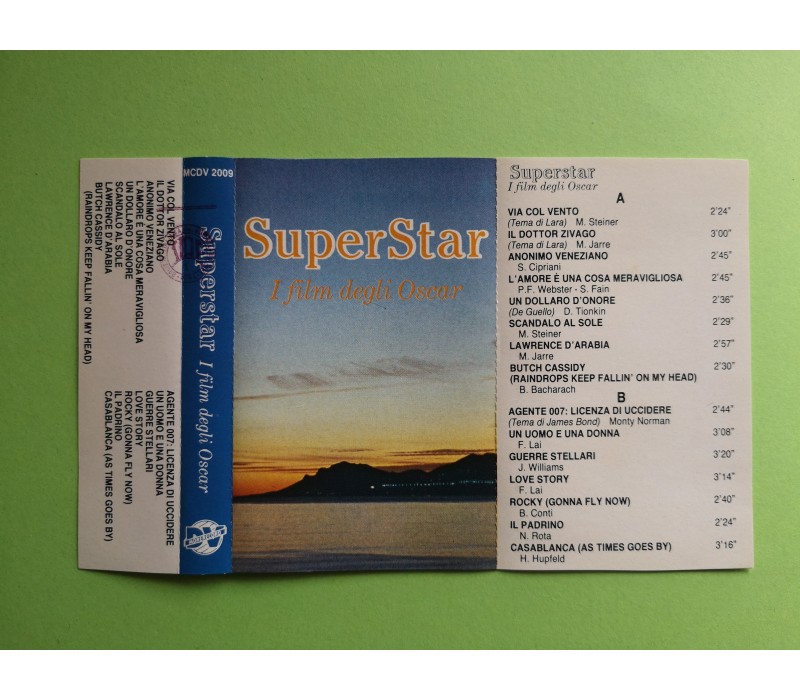 VIA COL VENTO
IL DOTTOR ZIVAGO
ANONIMO VENEZIANO
L'AMORE È UNA COSA MERAVIGLIOSA
UN DOLLARO D'ONORE
SCANDALO AL SOLE
LAWRENCE D'ARABIA
BUTCH CASSIDY
(RAINDROPS KEEP FALLIN' ON MY HEAD)
AGENTE 007: LICENZA DI UCCIDERE
UN UOMO E UNA DONNA
GUERRE STELLARI
LOVE STORY
ROCKY (GONNA FLY NOW)
IL PADRINO
CASABLANCA (AS TIMES GOES BY)
MCDV 2009
Superstar I film degli Oscar
SuperStar
I film degli Oscar
Superstar
I film degli Oscar
A
VIA COL VENTO 2'24"
(Tema di Lara) M. Steiner
IL DOTTOR ZIVAGO 3'00"
(Tema di Lara) M. Jarre
ANONIMO VENEZIANO 2'45"
S. Cipriani
L'AMORE È UNA COSA MERAVIGLIOSA 2'45"
P.F. Webster - S. Fain
UN DOLLARO D'ONORE 2'36"
(De Guello) D. Tionkin
SCANDALO AL SOLE 2'29"
M. Steiner
LAWRENCE D'ARABIA 2'57"
M. Jarre
BUTCH CASSIDY 2'30"
(RAINDROPS KEEP FALLIN' ON MY HEAD)
B. Bacharach
B
AGENTE 007: LICENZA DI UCCIDERE 2'44"
(Tema di James Bond) Monty Norman
UN UOMO E UNA DONNA 3'08"
F. Lai
GUERRE STELLARI 3'20"
J. Williams
LOVE STORY 3'14"
F. Lai
ROCKY (GONNA FLY NOW) 2'40"
B. Conti
IL PADRINO 2'24"
N. Rota
CASABLANCA (AS TIMES GOES BY) 3'16"
H. Hupfeld